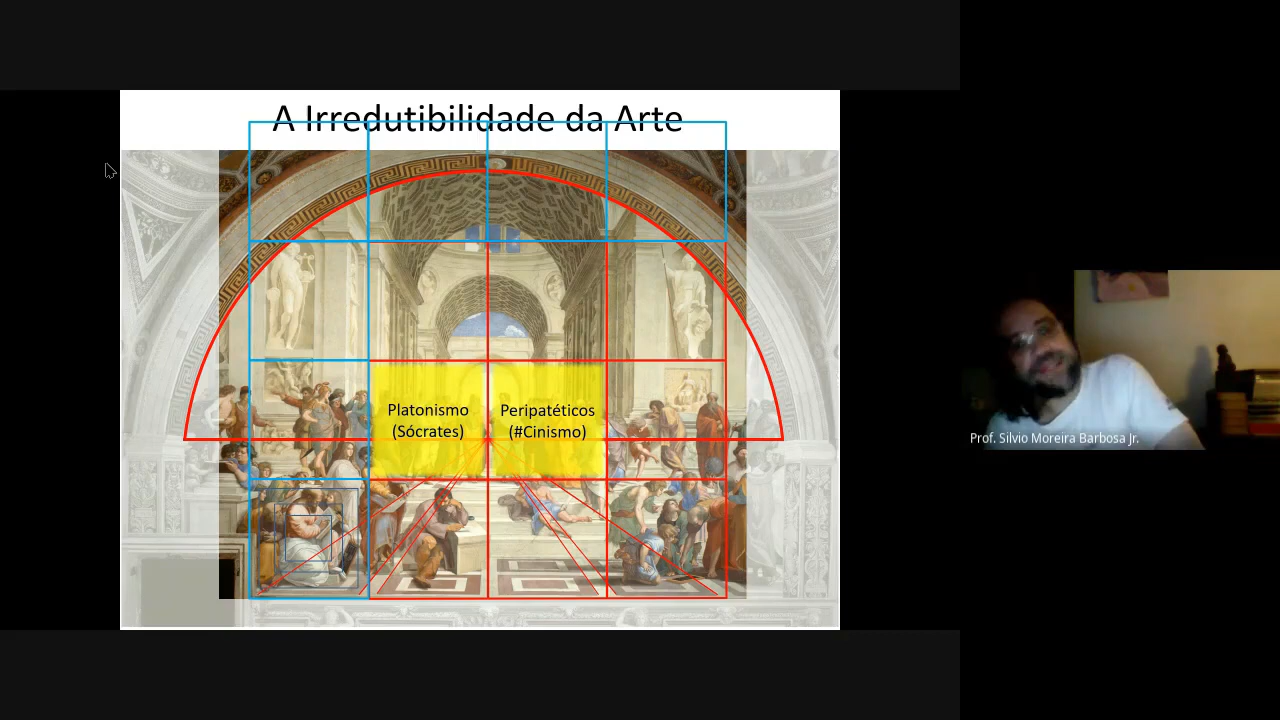 A Irredutibilidade da Arte
Platonismo
(Sócrates)
Peripatéticos
(#Cinismo)
Prof. Silvio Moreira Barbosa Jr.